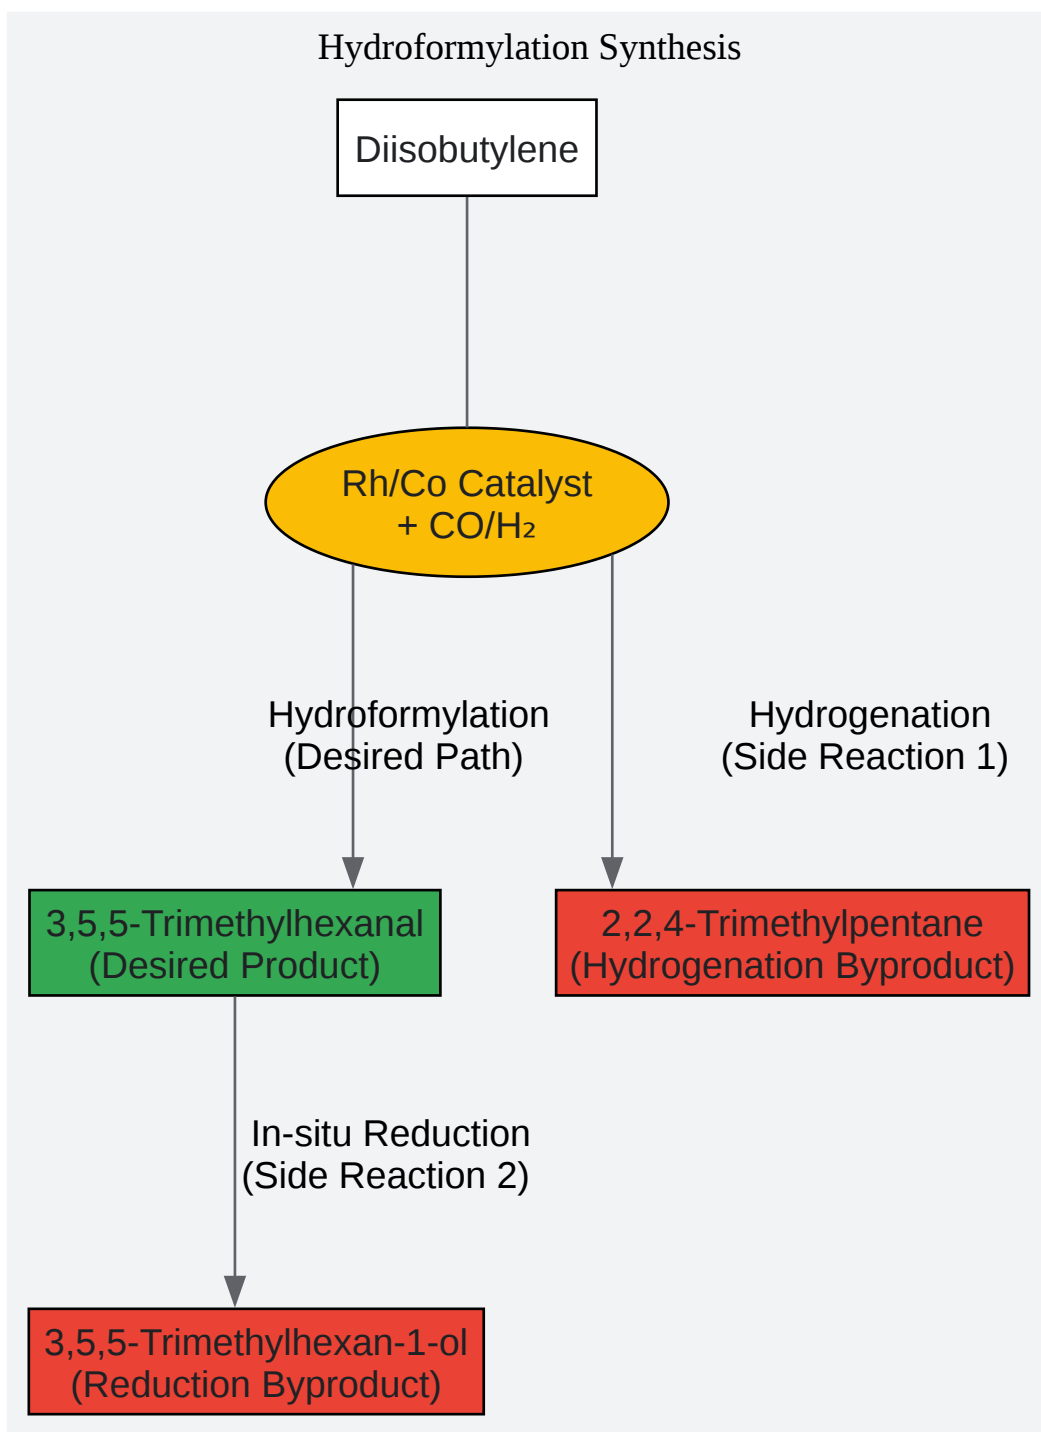 Hydroformylation Synthesis
Diisobutylene
Rh/Co Catalyst
+ CO/H₂
Hydroformylation
(Desired Path)
Hydrogenation
(Side Reaction 1)
3,5,5-Trimethylhexanal
(Desired Product)
2,2,4-Trimethylpentane
(Hydrogenation Byproduct)
In-situ Reduction
(Side Reaction 2)
3,5,5-Trimethylhexan-1-ol
(Reduction Byproduct)